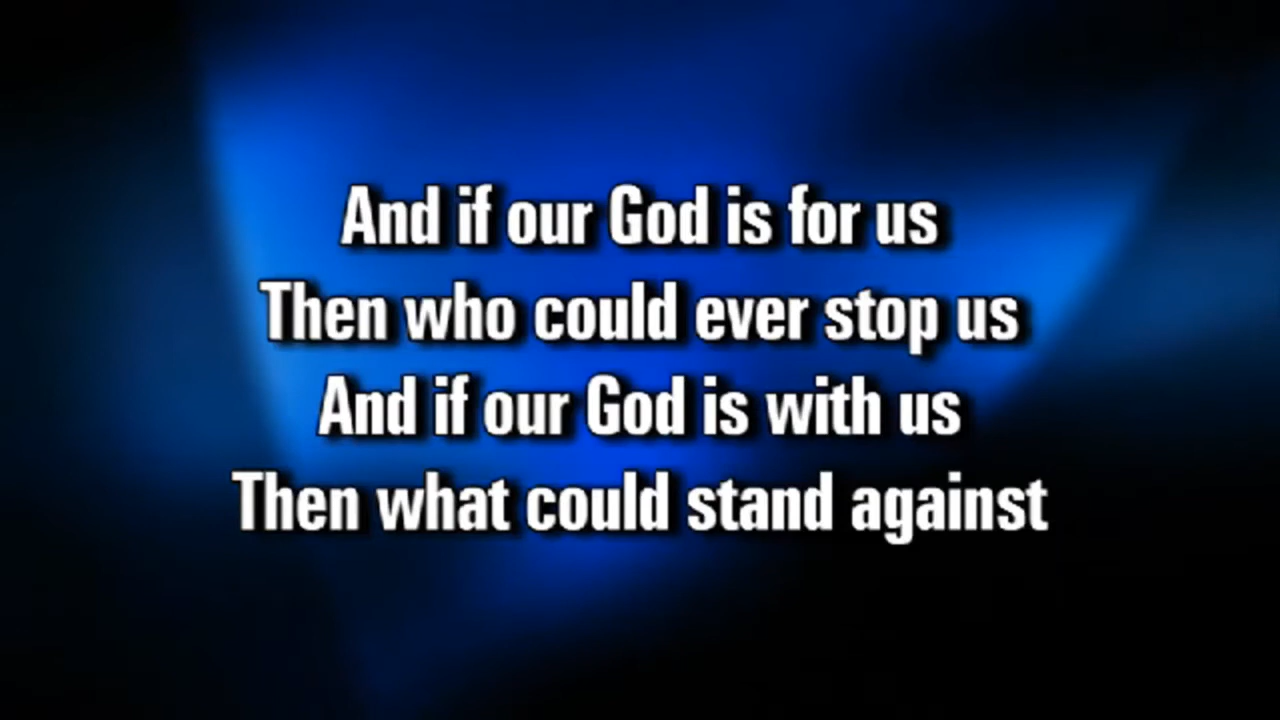 And if our God is for us
Then who could ever stop us
And if our God is with us
Then what could stand against